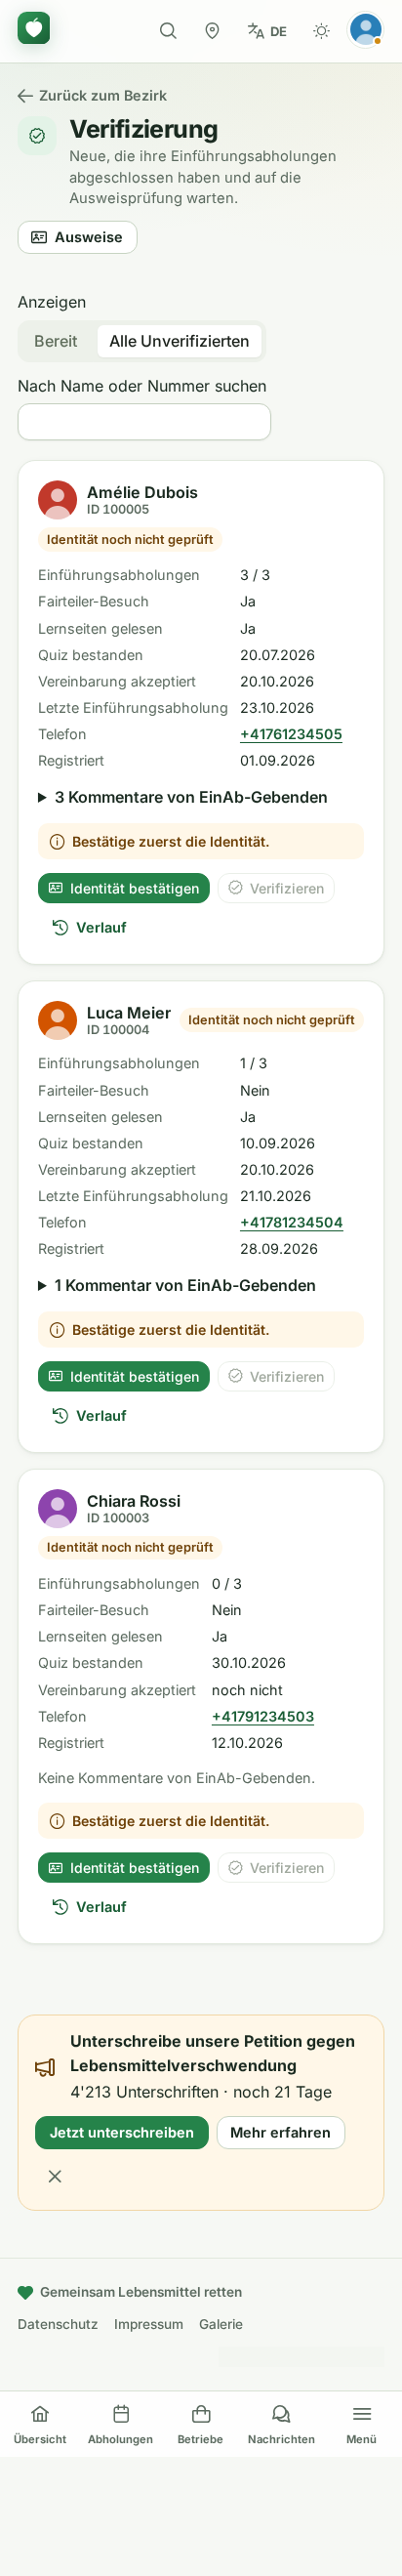 DE
Zurück zum Bezirk
Verifizierung
Neue, die ihre Einführungsabholungen
abgeschlossen haben und auf die
Ausweisprüfung warten.
Ausweise
Anzeigen
Bereit
Alle Unverifizierten
Nach Name oder Nummer suchen
Amélie Dubois
ID 100005
Identität noch nicht geprüft
Einführungsabholungen 3 / 3
Fairteiler-Besuch Ja
Lernseiten gelesen Ja
Quiz bestanden 20.07.2026
Vereinbarung akzeptiert 20.10.2026
Letzte Einführungsabholung 23.10.2026
Telefon +41761234505
Registriert 01.09.2026
3 Kommentare von EinAb-Gebenden
Bestätige zuerst die Identität.
Identität bestätigen
Verifizieren
Verlauf
Luca Meier
ID 100004
Identität noch nicht geprüft
Einführungsabholungen 1 / 3
Fairteiler-Besuch Nein
Lernseiten gelesen Ja
Quiz bestanden 10.09.2026
Vereinbarung akzeptiert 20.10.2026
Letzte Einführungsabholung 21.10.2026
Telefon +41781234504
Registriert 28.09.2026
1 Kommentar von EinAb-Gebenden
Bestätige zuerst die Identität.
Identität bestätigen
Verifizieren
Verlauf
Chiara Rossi
ID 100003
Identität noch nicht geprüft
Einführungsabholungen 0 / 3
Fairteiler-Besuch Nein
Lernseiten gelesen Ja
Quiz bestanden 30.10.2026
Vereinbarung akzeptiert noch nicht
Telefon +41791234503
Registriert 12.10.2026
Keine Kommentare von EinAb-Gebenden.
Bestätige zuerst die Identität.
Identität bestätigen
Verifizieren
Verlauf
Unterschreibe unsere Petition gegen
Lebensmittelverschwendung
4'213 Unterschriften · noch 21 Tage
Jetzt unterschreiben
Mehr erfahren
Gemeinsam Lebensmittel retten
Datenschutz Impressum Galerie
Übersicht Abholungen Betriebe Nachrichten Menü